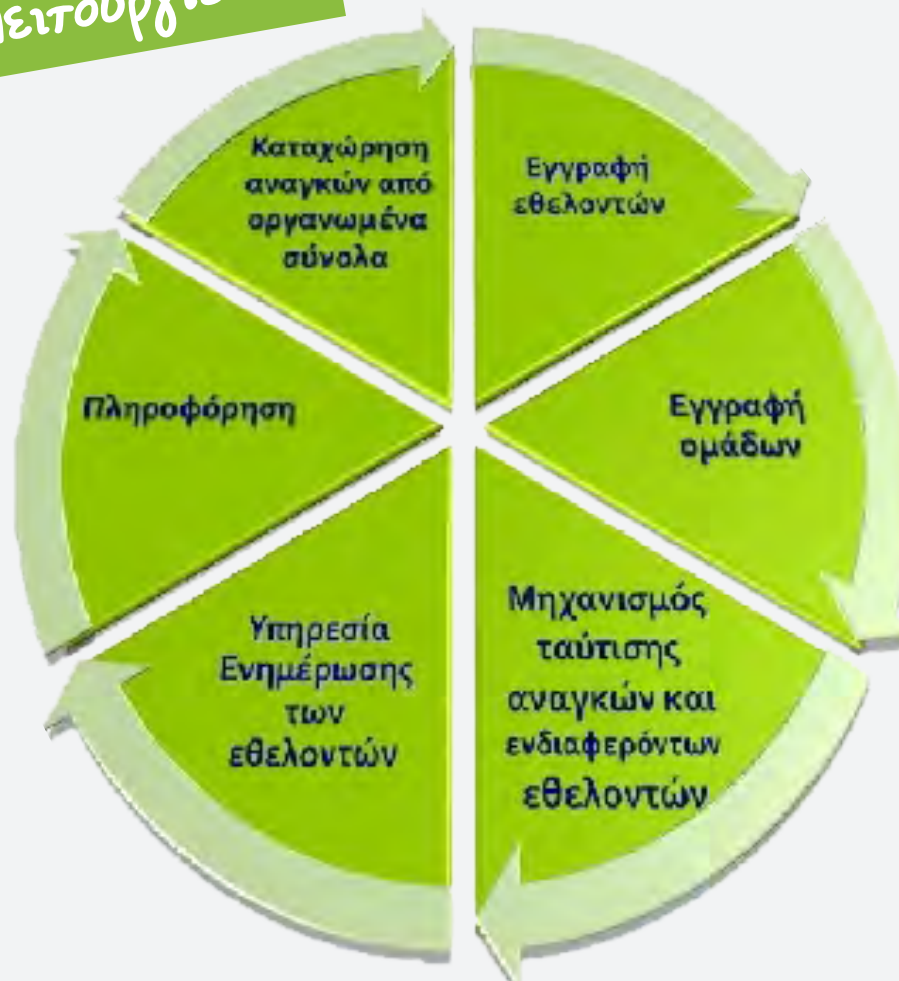 Καταχώρηση
αναγκών από
οργανωμένα
σύνολα
Εγγραφή
εθελοντών
Εγγραφή
ομάδων
Μηχανισμός
ταύτισης
αναγκών και
ενδιαφερόντων
εθελοντών
Υπηρεσία
Ενημέρωσης
των
εθελοντών
Πληροφόρηση